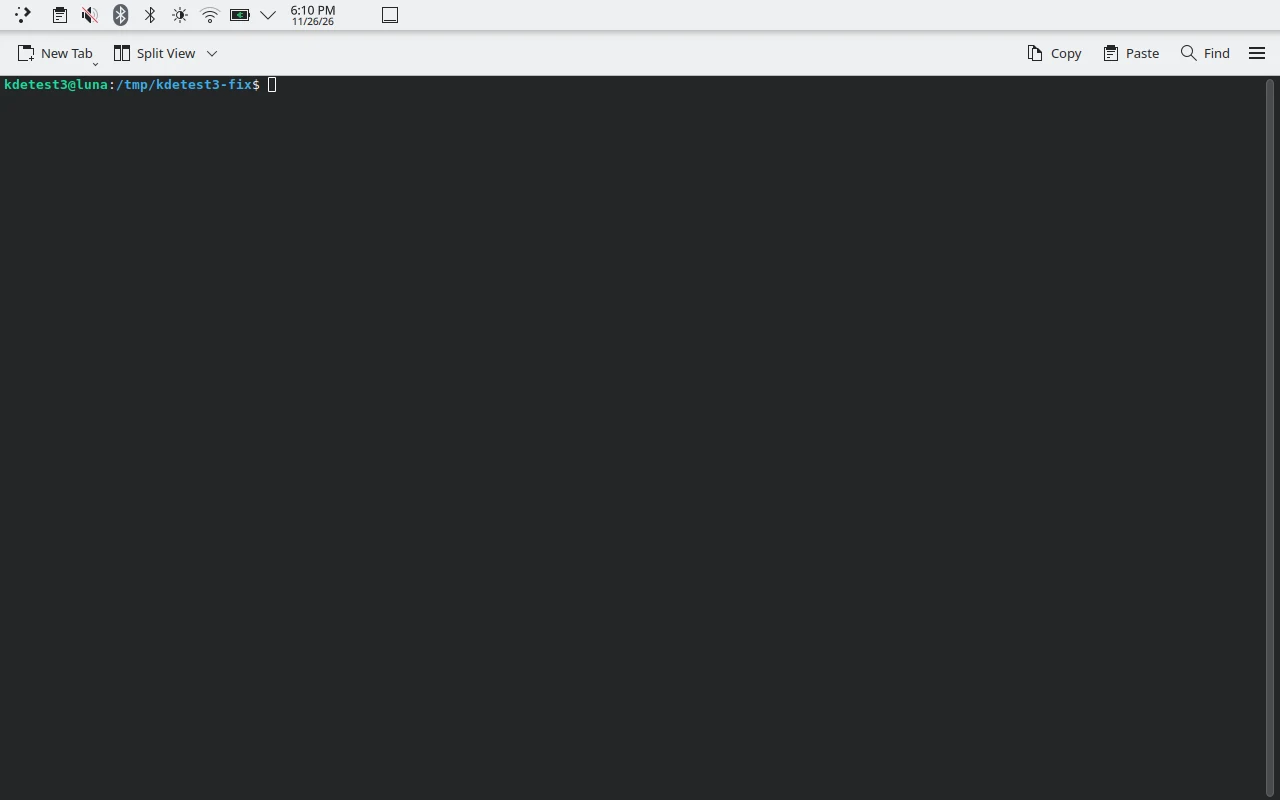 6:10 PM
11/26/26
New Tab
Split View
Copy
Paste
Find
kdetest3@luna:/tmp/kdetest3-fix$